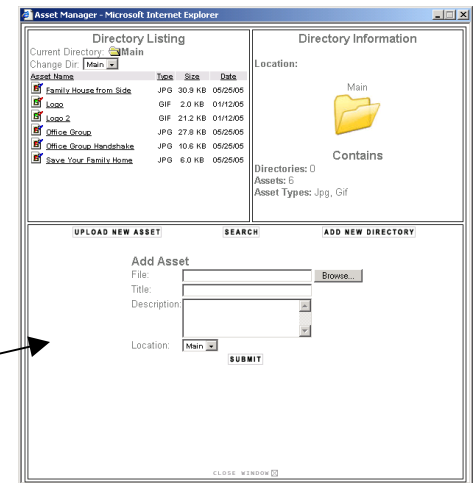 Asset Manager - Microsoft Internet Explorer
Directory Listing
Current Directory: Main
Change Dir: Main
Asset Name Type Size Date
Family House from Side JPG 30.9 KB 05/25/05
Logo GIF 2.0 KB 01/12/05
Logo 2 GIF 21.2 KB 01/12/05
Office Group JPG 27.8 KB 05/25/05
Office Group Handshake JPG 10.6 KB 05/25/05
Save Your Family Home JPG 6.0 KB 05/25/05
Directory Information
Location:
Main
Contains
Directories: 0
Assets: 6
Asset Types: Jpg, Gif
UPLOAD NEW ASSET SEARCH ADD NEW DIRECTORY
Add Asset
File: Browse...
Title:
Description:
Location: Main
SUBMIT
CLOSE WINDOW